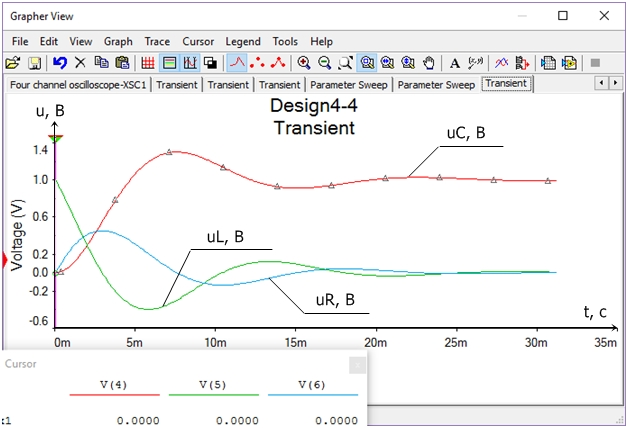 Grapher View
File Edit View Graph Trace Cursor Legend Tools Help
Four channel oscilloscope-XSC1 Transient Transient Transient Parameter Sweep Parameter Sweep Transient
Design4-4
Transient
u, B
uC, B
uL, B
uR, B
t, c
Voltage (V)
1.4
1.0
0.6
0.2
0.0
-0.2
-0.6
0m 5m 10m 15m 20m 25m 30m 35m
Cursor
V(4) V(5) V(6)
x1 0.0000 0.0000 0.0000